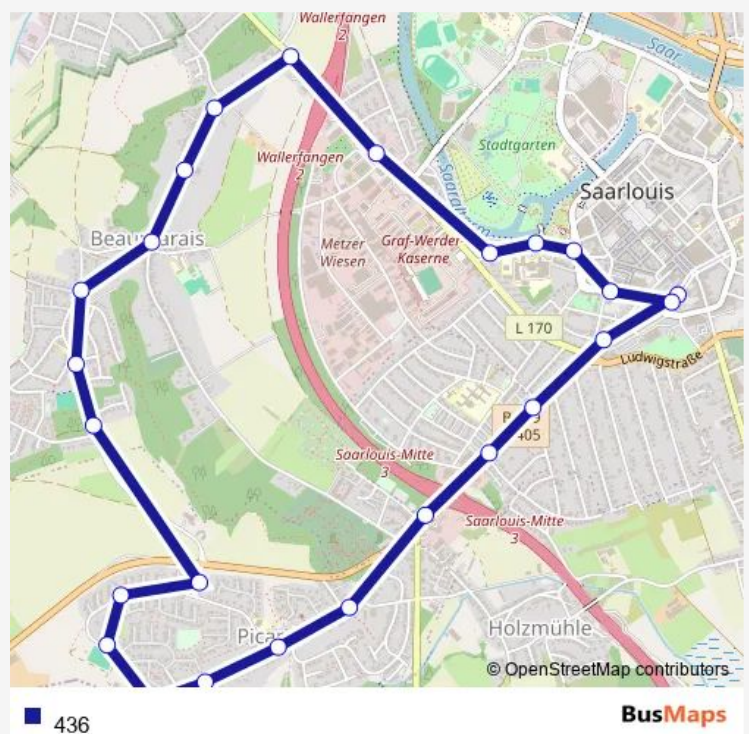 Wallerfangen
2
Saar
Stadtgarten
Wallerfangen
2
Saarlouis
Metzer
Wiesen
Graf-Werder-
Kaserne
L 170
Ludwigstraße
405
Saarlouis-Mitte
3
Saarlouis-Mitte
3
Holzmühle
© OpenStreetMap contributors
436
BusMaps